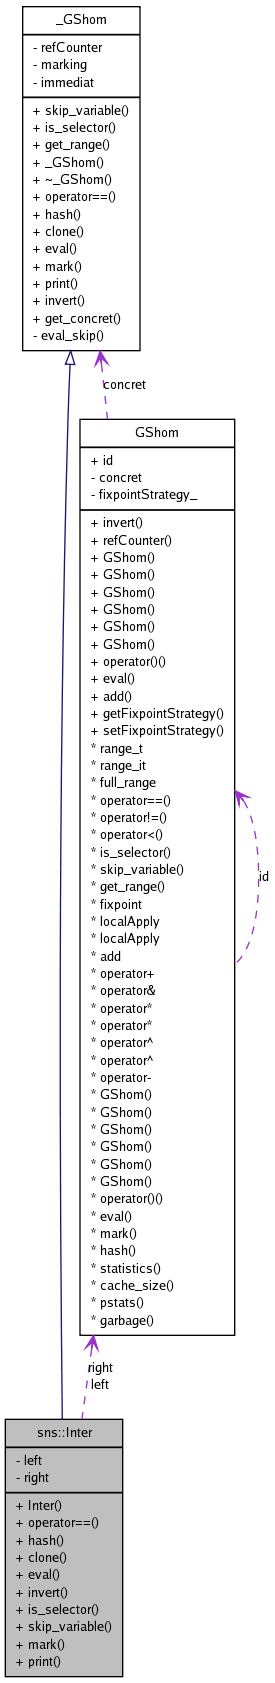 _GShom
- refCounter
- marking
- immediat
+ skip_variable()
+ is_selector()
+ get_range()
+ _GShom()
+ ~_GShom()
+ operator==()
+ hash()
+ clone()
+ eval()
+ mark()
+ print()
+ invert()
+ get_concret()
- eval_skip()
concret
GShom
+ id
- concret
- fixpointStrategy_
+ invert()
+ refCounter()
+ GShom()
+ GShom()
+ GShom()
+ GShom()
+ GShom()
+ GShom()
+ operator()()
+ eval()
+ add()
+ getFixpointStrategy()
+ setFixpointStrategy()
* range_t
* range_it
* full_range
* operator==()
* operator!=()
* operator<()
* is_selector()
* skip_variable()
* get_range()
* fixpoint
* localApply
* localApply
* add
* operator+
* operator&
* operator*
* operator*
* operator^
* operator^
* operator-
* GShom()
* GShom()
* GShom()
* GShom()
* GShom()
* GShom()
* operator()()
* eval()
* mark()
* hash()
* statistics()
* cache_size()
* pstats()
* garbage()
id
right
left
sns::Inter
- left
- right
+ Inter()
+ operator==()
+ hash()
+ clone()
+ eval()
+ invert()
+ is_selector()
+ skip_variable()
+ mark()
+ print()